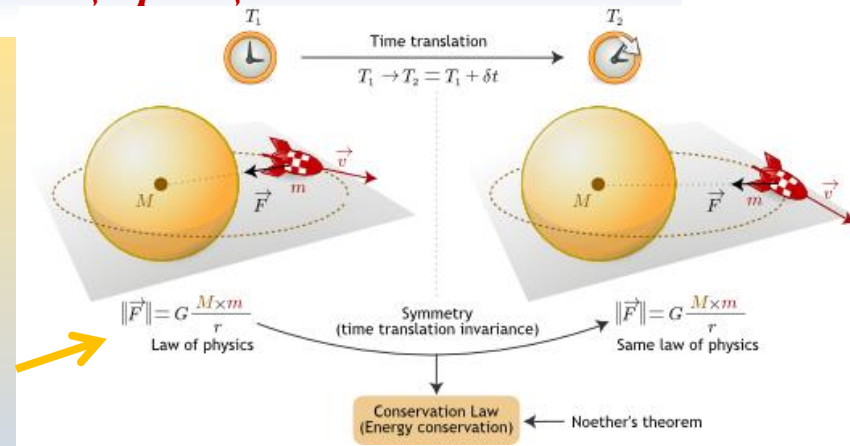 T₁
T₂
Time translation
T₁ → T₂ = T₁ + δt
M
m
v⃗
F⃗
M
m
v⃗
F⃗
‖F⃗‖ = G M×m / r
Law of physics
Symmetry
(time translation invariance)
‖F⃗‖ = G M×m / r
Same law of physics
Conservation Law
(Energy conservation)
Noether's theorem